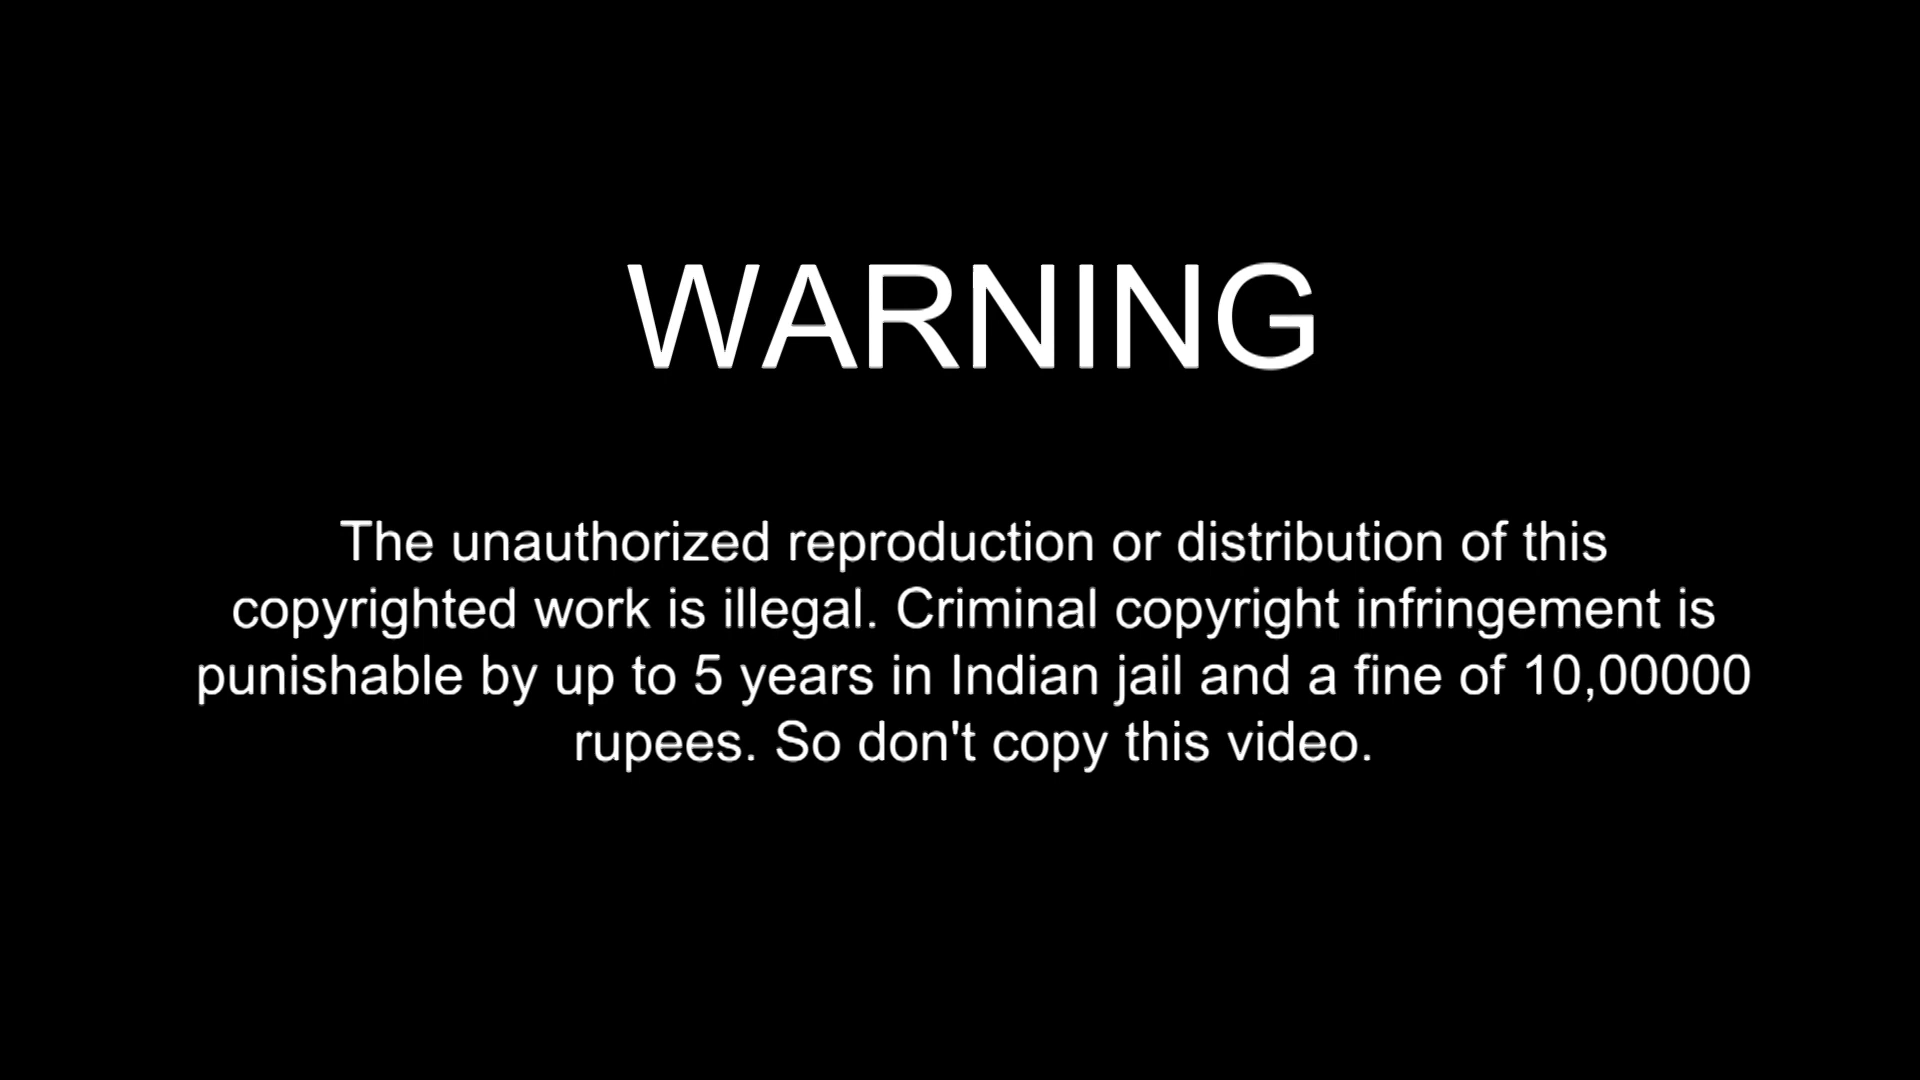 WARNING
The unauthorized reproduction or distribution of this
copyrighted work is illegal. Criminal copyright infringement is
punishable by up to 5 years in Indian jail and a fine of 10,00000
rupees. So don't copy this video.